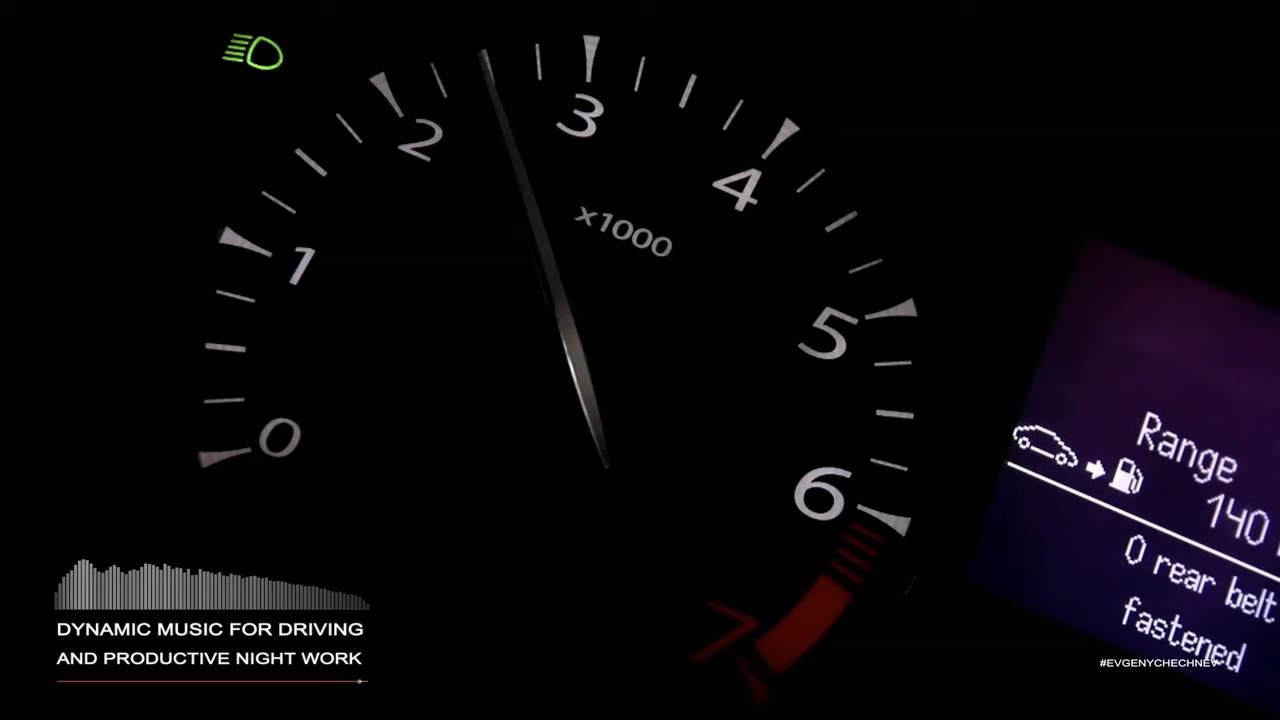 0
1
2
3
4
5
6
7
x1000
Range
140
0 rear belt
fastened
DYNAMIC MUSIC FOR DRIVING
AND PRODUCTIVE NIGHT WORK
#EVGENYCHECHNEV